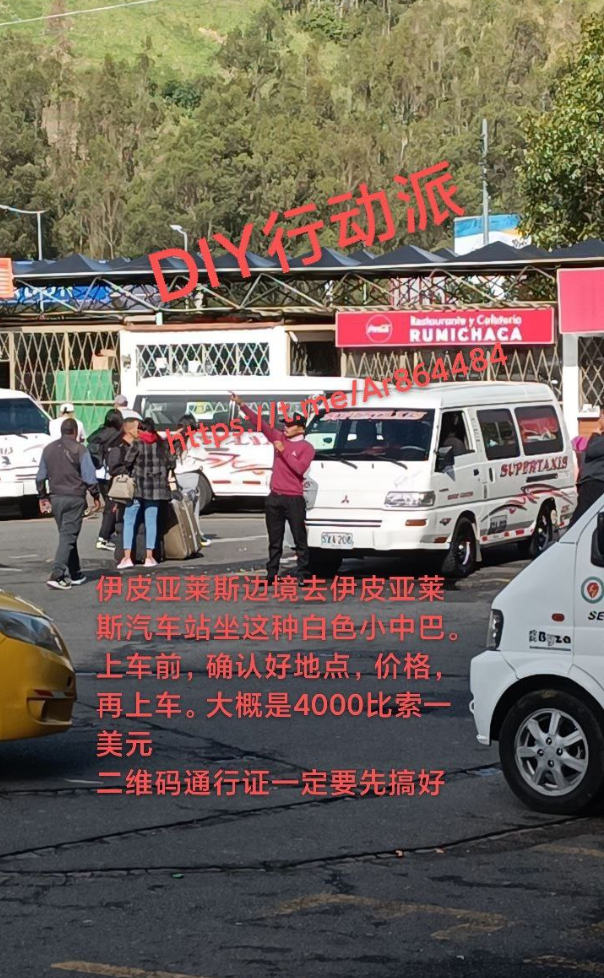 DIY行动派
Restaurante y Cafetería
RUMICHACA
https://t.me/Ar864484
SUPERTAXIS
伊皮亚莱斯边境去伊皮亚莱
斯汽车站坐这种白色小中巴。
上车前，确认好地点，价格，
再上车。大概是4000比索一
美元
二维码通行证一定要先搞好
Byza